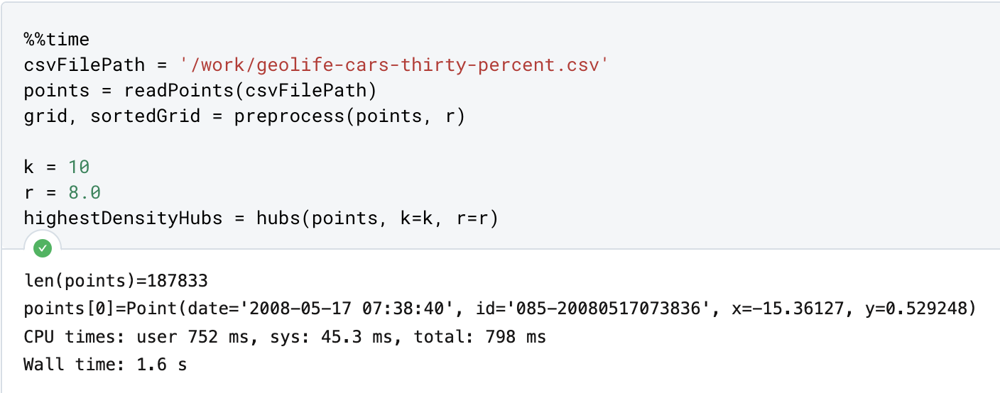 %%time
csvFilePath = '/work/geolife-cars-thirty-percent.csv'
points = readPoints(csvFilePath)
grid, sortedGrid = preprocess(points, r)
k = 10
r = 8.0
highestDensityHubs = hubs(points, k=k, r=r)
len(points)=187833
points[0]=Point(date='2008-05-17 07:38:40', id='085-20080517073836', x=-15.36127, y=0.529248)
CPU times: user 752 ms, sys: 45.3 ms, total: 798 ms
Wall time: 1.6 s